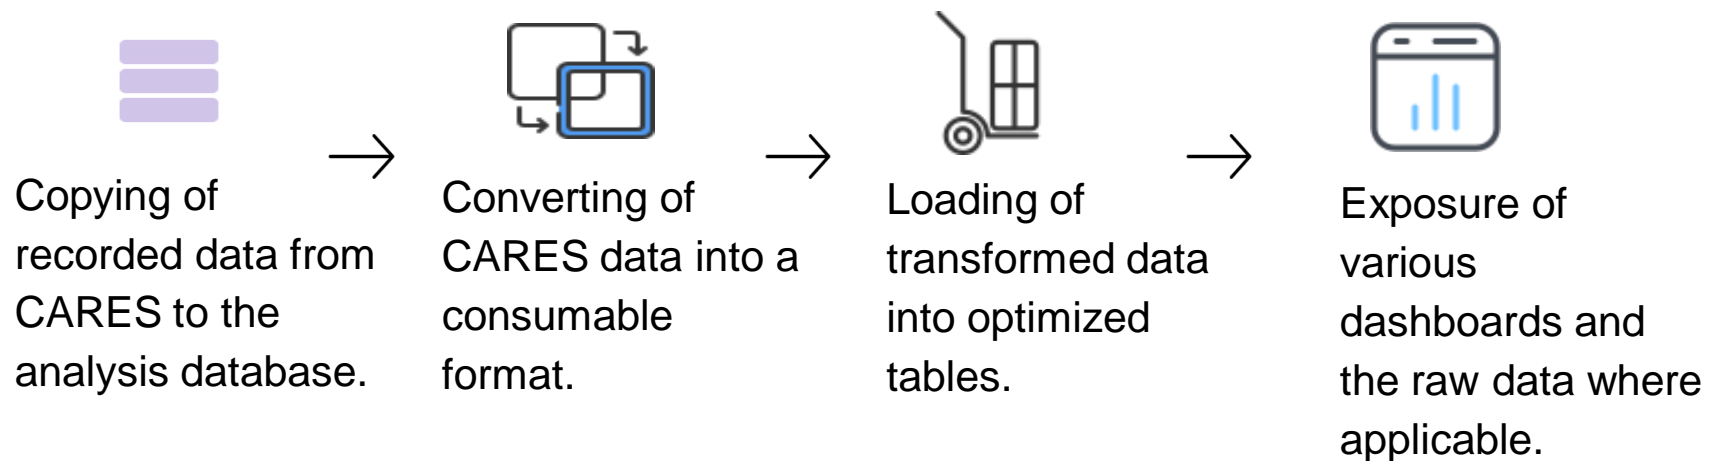 Copying of
recorded data from
CARES to the
analysis database.
Converting of
CARES data into a
consumable
format.
Loading of
transformed data
into optimized
tables.
Exposure of
various
dashboards and
the raw data where
applicable.